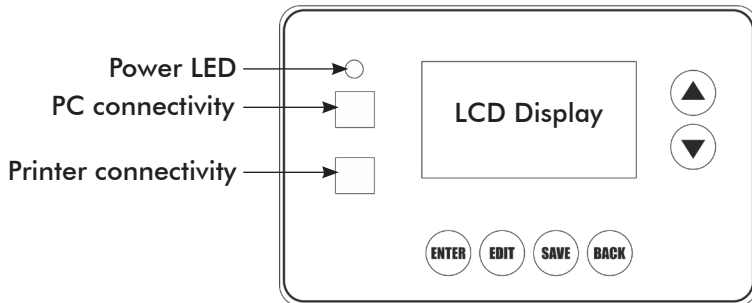 Power LED
PC connectivity
Printer connectivity
LCD Display
ENTER EDIT SAVE BACK